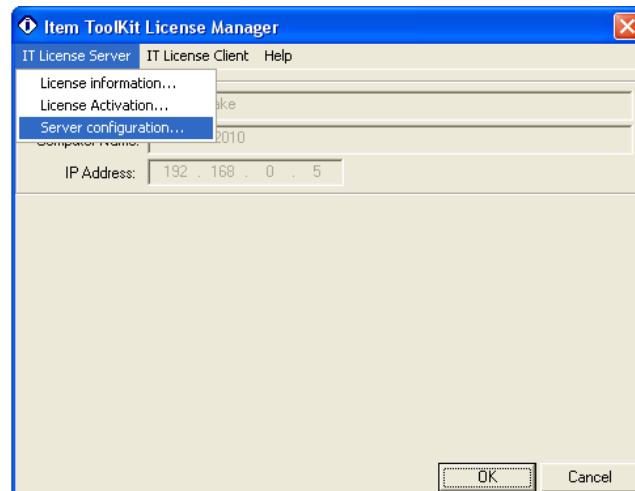 Item ToolKit License Manager
IT License Server IT License Client Help
License information...
License Activation...
ake
Server configuration...
Computer Name:
2010
IP Address: 192 . 168 . 0 . 5
OK Cancel